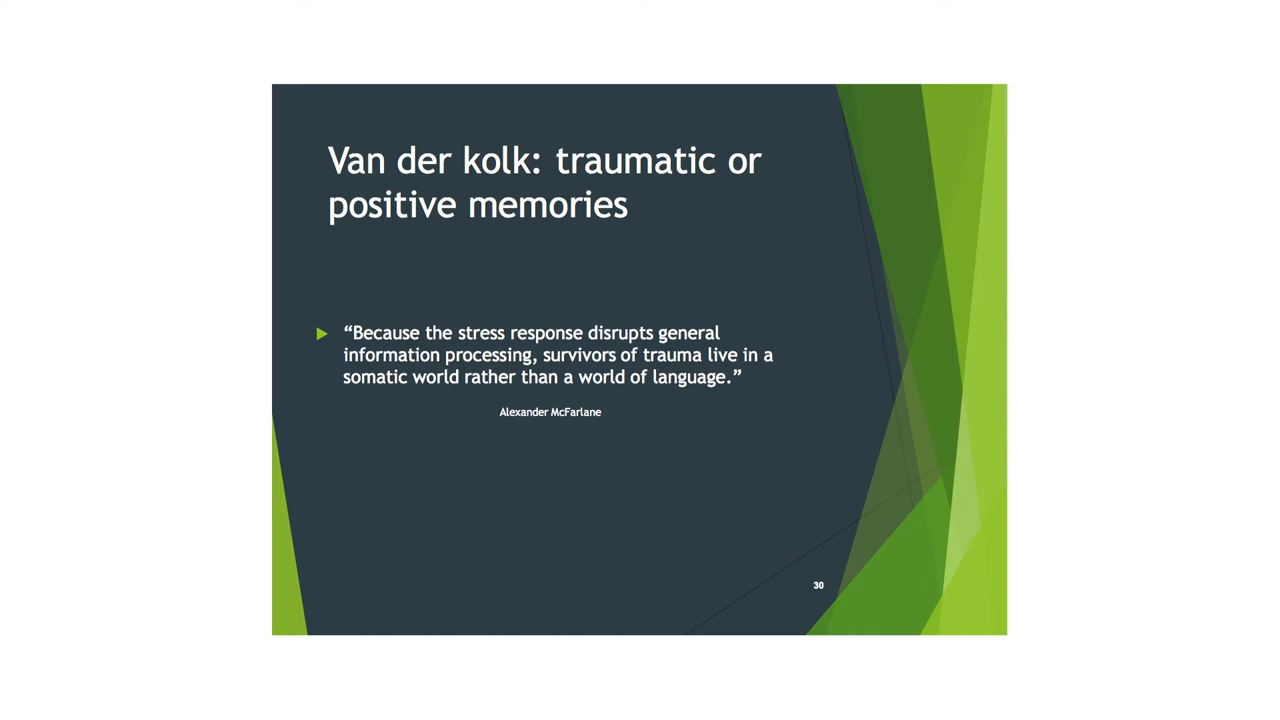 Van der kolk: traumatic or
positive memories
“Because the stress response disrupts general
information processing, survivors of trauma live in a
somatic world rather than a world of language.”
Alexander McFarlane
30